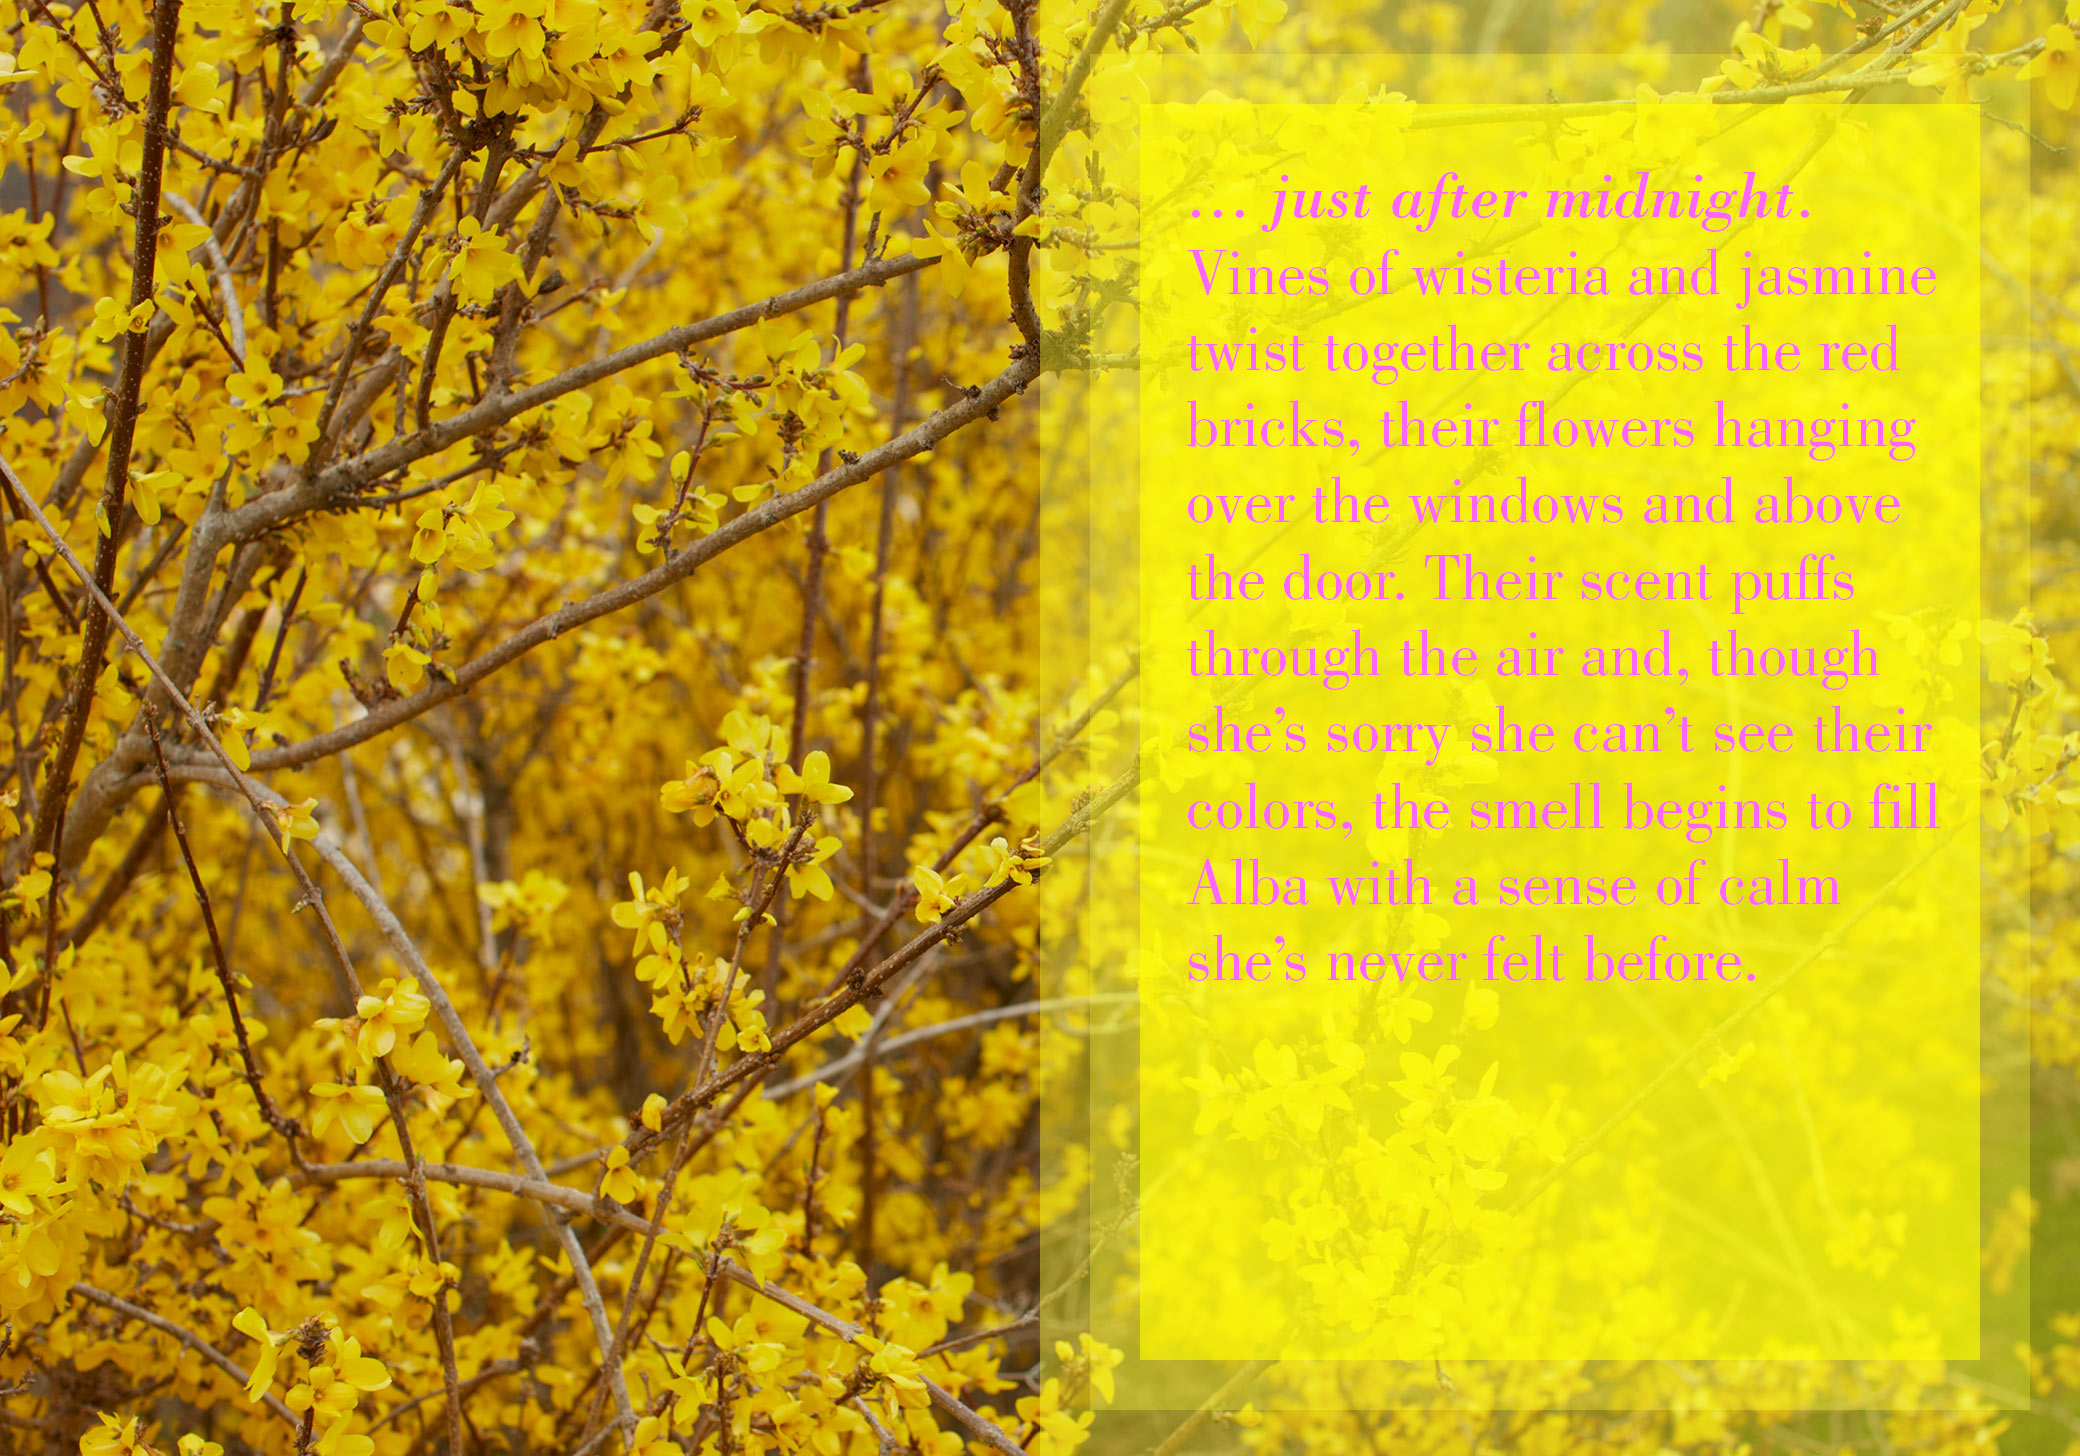 … just after midnight.
Vines of wisteria and jasmine
twist together across the red
bricks, their flowers hanging
over the windows and above
the door. Their scent puffs
through the air and, though
she’s sorry she can’t see their
colors, the smell begins to fill
Alba with a sense of calm
she’s never felt before.